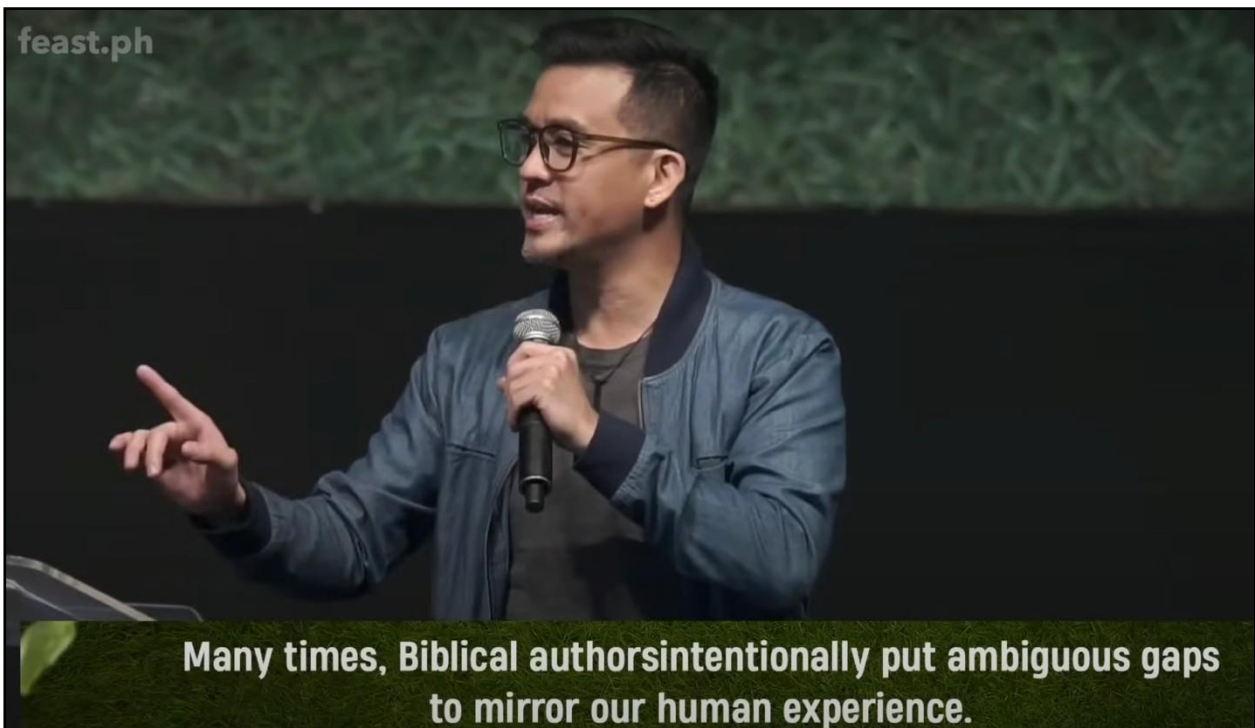 feast.ph
Many times, Biblical authorsintentionally put ambiguous gaps
to mirror our human experience.